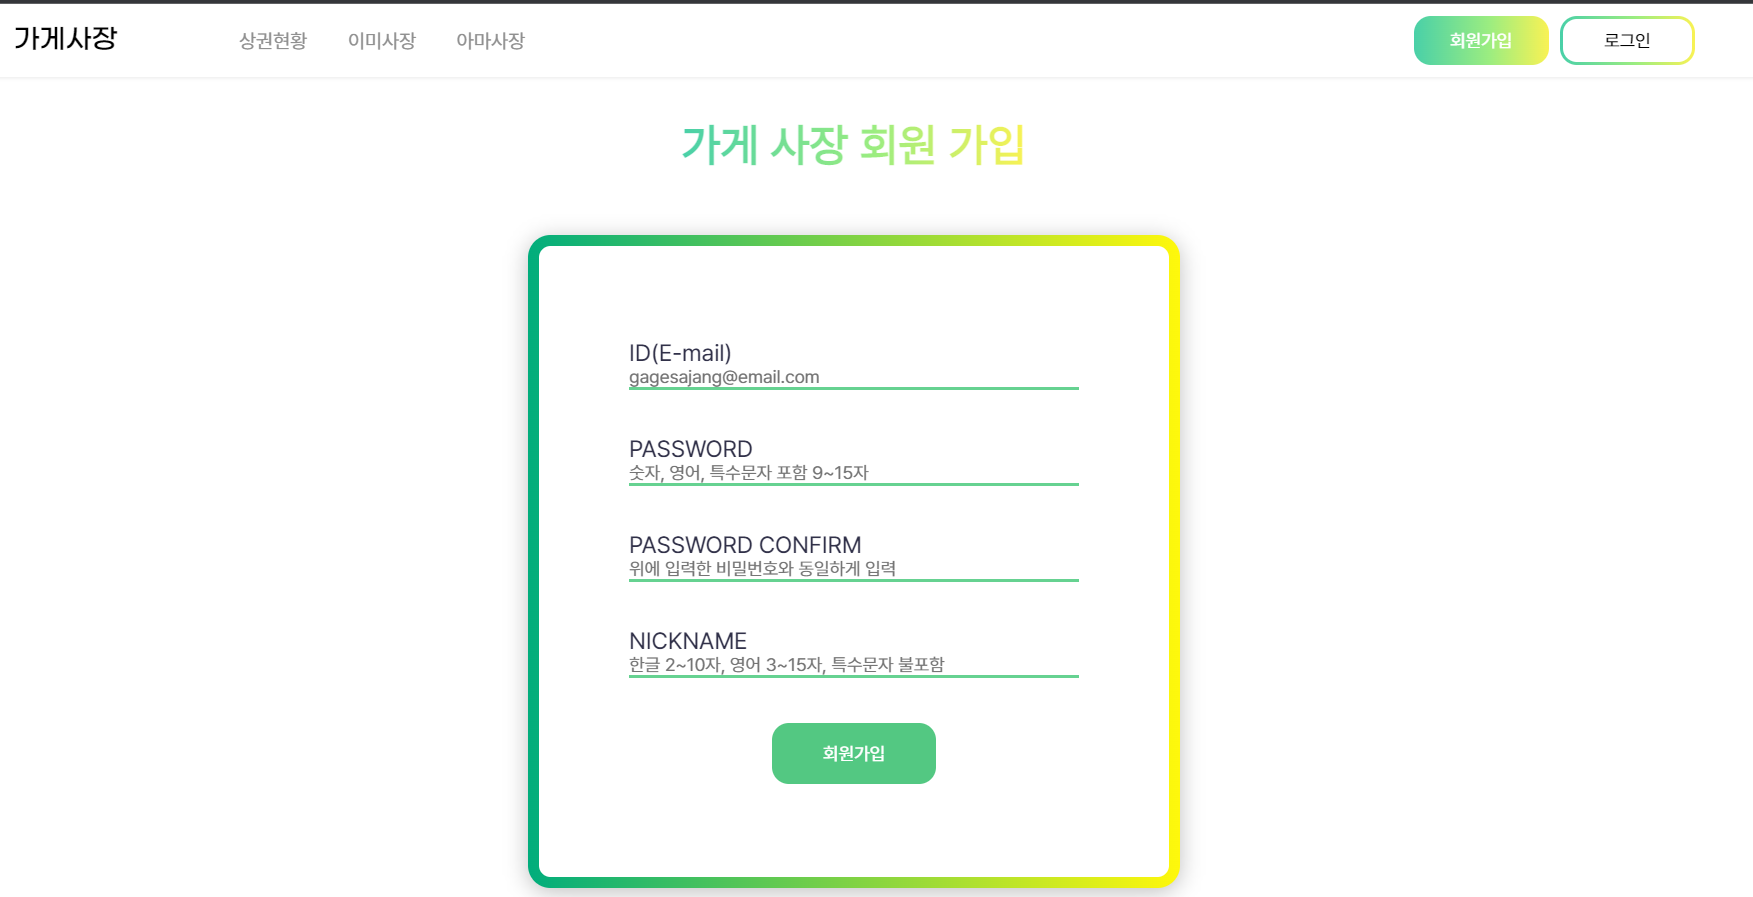 가게사장
상권현황 이미사장 아마사장
회원가입 로그인
가게 사장 회원 가입
ID(E-mail)
gagesajang@email.com
PASSWORD
숫자, 영어, 특수문자 포함 9~15자
PASSWORD CONFIRM
위에 입력한 비밀번호와 동일하게 입력
NICKNAME
한글 2~10자, 영어 3~15자, 특수문자 불포함
회원가입